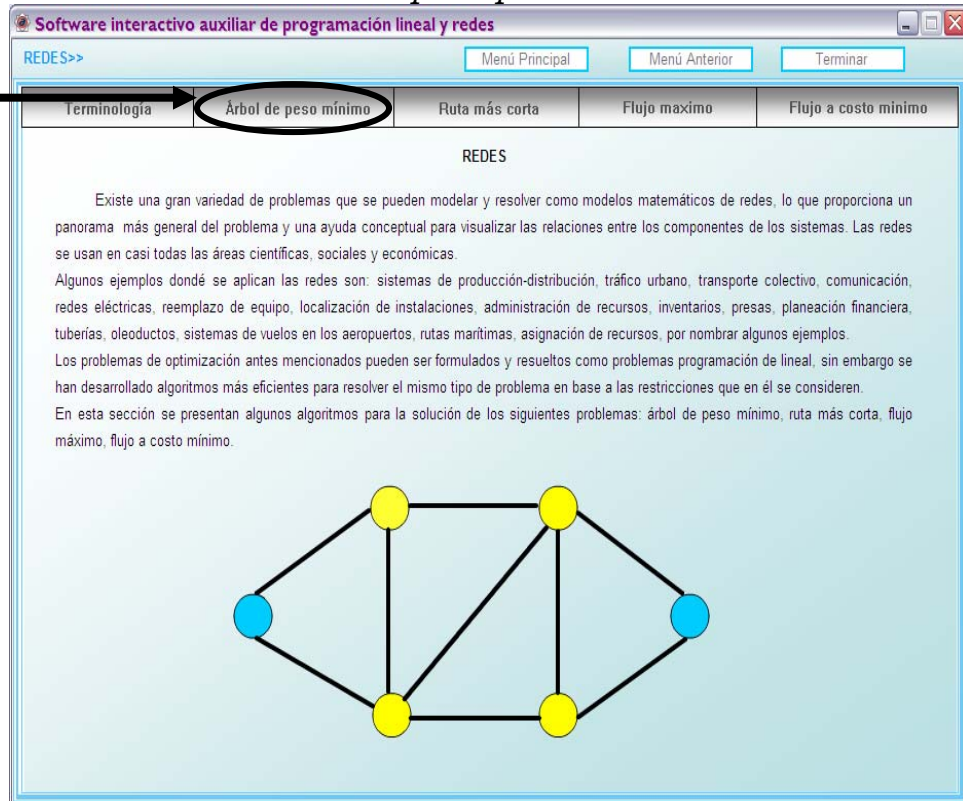 Software interactivo auxiliar de programación lineal y redes
REDES>>
Menú Principal
Menú Anterior
Terminar
Terminología
Árbol de peso mínimo
Ruta más corta
Flujo maximo
Flujo a costo minimo
REDES
Existe una gran variedad de problemas que se pueden modelar y resolver como modelos matemáticos de redes, lo que proporciona un
panorama más general del problema y una ayuda conceptual para visualizar las relaciones entre los componentes de los sistemas. Las redes
se usan en casi todas las áreas científicas, sociales y económicas.
Algunos ejemplos dondé se aplican las redes son: sistemas de producción-distribución, tráfico urbano, transporte colectivo, comunicación,
redes eléctricas, reemplazo de equipo, localización de instalaciones, administración de recursos, inventarios, presas, planeación financiera,
tuberías, oleoductos, sistemas de vuelos en los aeropuertos, rutas marítimas, asignación de recursos, por nombrar algunos ejemplos.
Los problemas de optimización antes mencionados pueden ser formulados y resueltos como problemas programación de lineal, sin embargo se
han desarrollado algoritmos más eficientes para resolver el mismo tipo de problema en base a las restricciones que en él se consideren.
En esta sección se presentan algunos algoritmos para la solución de los siguientes problemas: árbol de peso mínimo, ruta más corta, flujo
máximo, flujo a costo mínimo.